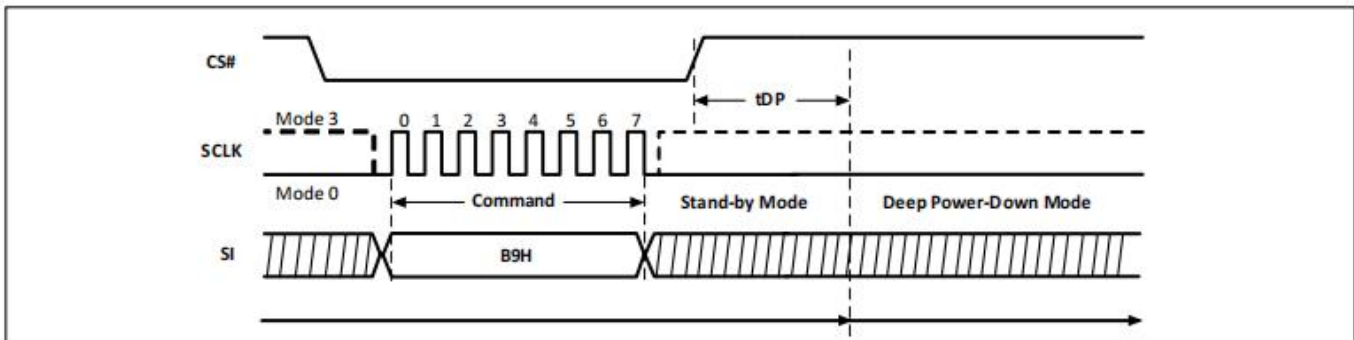 CS#
tDP
Mode 3
0 1 2 3 4 5 6 7
SCLK
Mode 0
Command
Stand-by Mode
Deep Power-Down Mode
SI
B9H